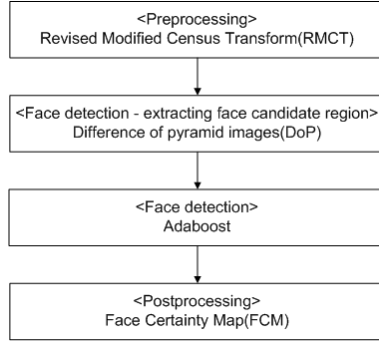 <Preprocessing>
Revised Modified Census Transform(RMCT)
<Face detection - extracting face candidate region>
Difference of pyramid images(DoP)
<Face detection>
Adaboost
<Postprocessing>
Face Certainty Map(FCM)